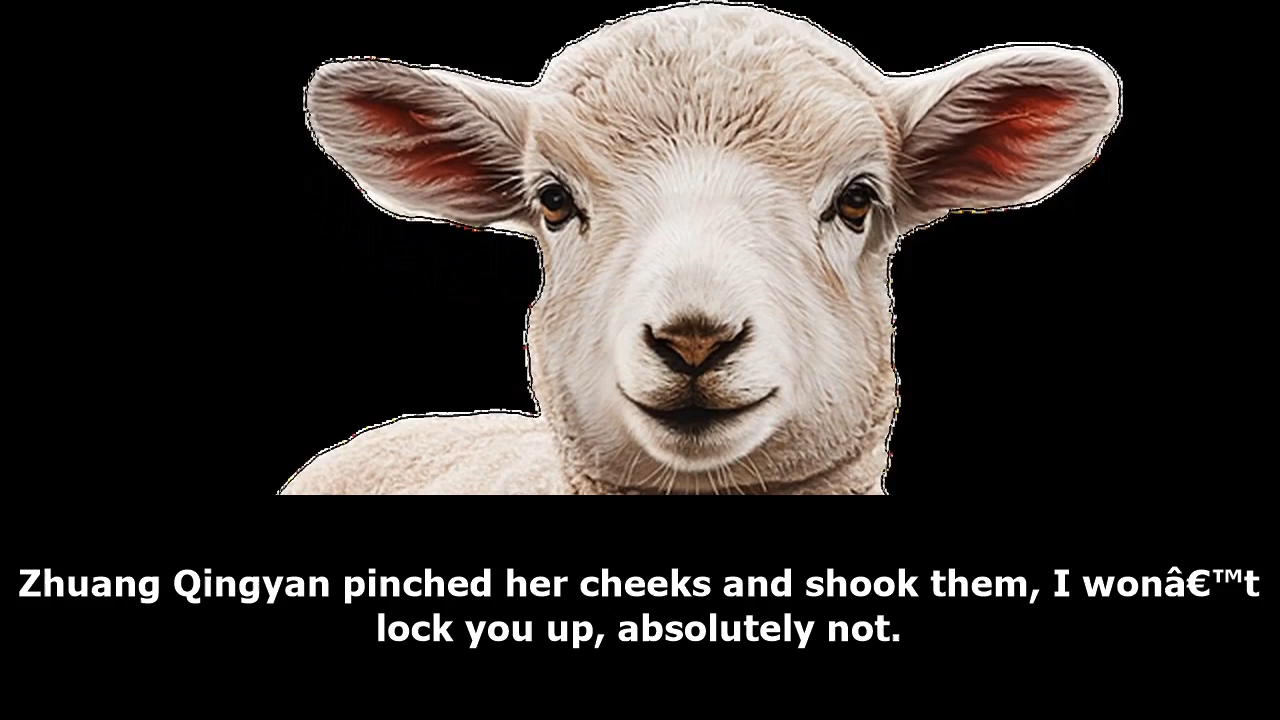 Zhuang Qingyan pinched her cheeks and shook them, I wonâ€™t
lock you up, absolutely not.